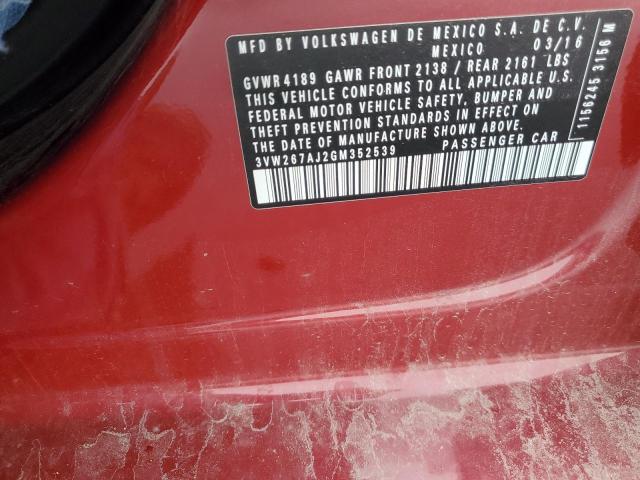 MFD BY VOLKSWAGEN DE MEXICO S.A. DE C.V.
MEXICO 03/16
GVWR 4189 GAWR FRONT 2138 / REAR 2161 LBS
THIS VEHICLE CONFORMS TO ALL APPLICABLE U.S.
FEDERAL MOTOR VEHICLE SAFETY, BUMPER AND
THEFT PREVENTION STANDARDS IN EFFECT ON
THE DATE OF MANUFACTURE SHOWN ABOVE.
3VW267AJ2GM352539 PASSENGER CAR
1156245 3156 M